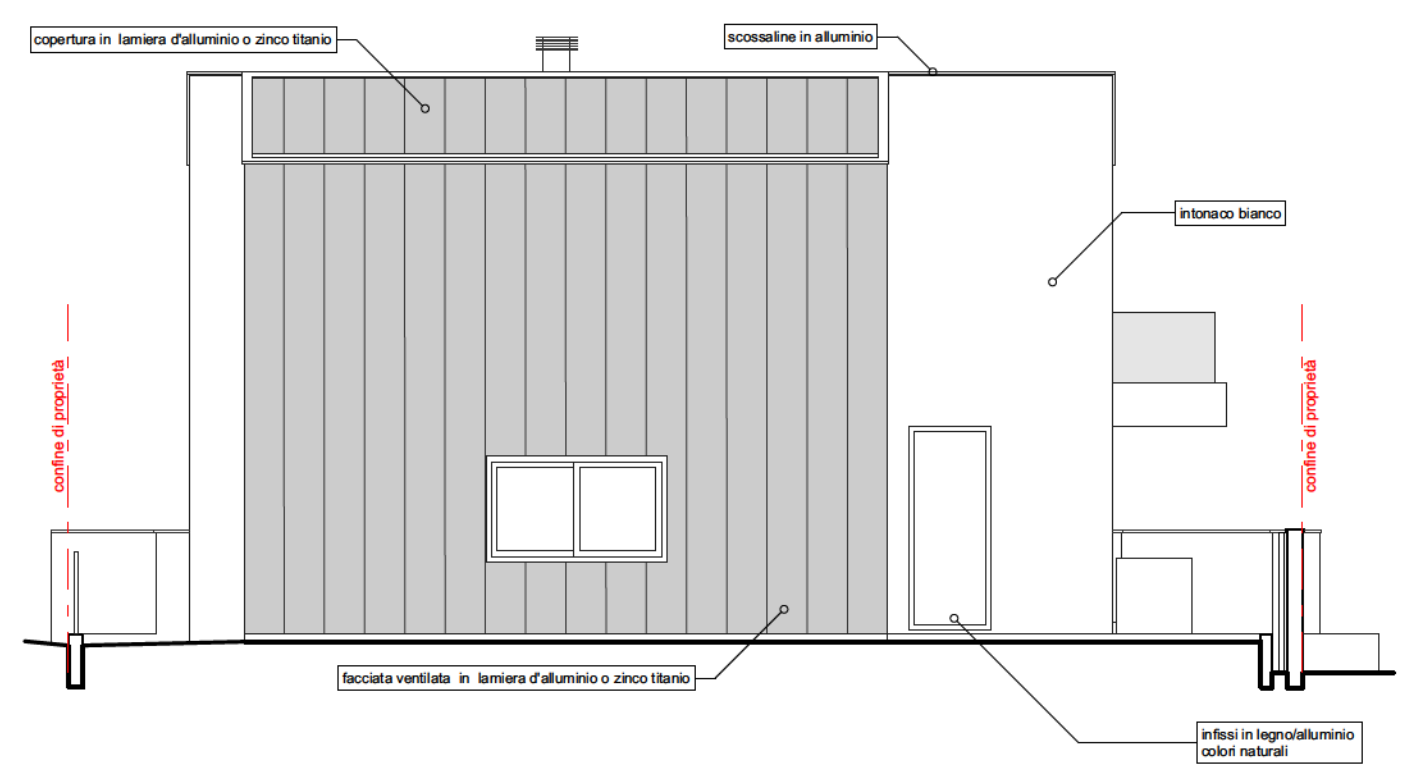 copertura in lamiera d'alluminio o zinco titanio
scossaline in alluminio
intonaco bianco
confine di proprietà
confine di proprietà
facciata ventilata in lamiera d'alluminio o zinco titanio
infissi in legno/alluminio
colori naturali